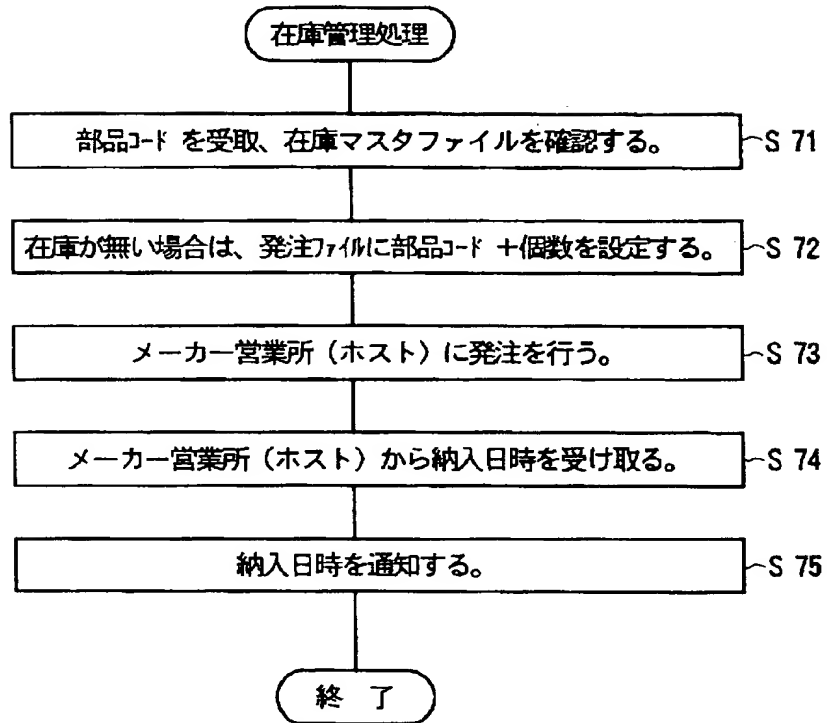 在庫管理処理
部品ｺｰﾄﾞ を受取、在庫マスタファイルを確認する。 S 71
在庫が無い場合は、発注ﾌｧｲﾙに部品ｺｰﾄﾞ ＋個数を設定する。 S 72
メーカー営業所（ホスト）に発注を行う。 S 73
メーカー営業所（ホスト）から納入日時を受け取る。 S 74
納入日時を通知する。 S 75
終 了